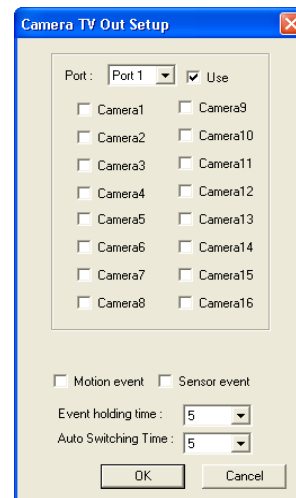 Camera TV Out Setup
Port : Port 1 Use
Camera1 Camera9
Camera2 Camera10
Camera3 Camera11
Camera4 Camera12
Camera5 Camera13
Camera6 Camera14
Camera7 Camera15
Camera8 Camera16
Motion event Sensor event
Event holding time : 5
Auto Switching Time : 5
OK Cancel